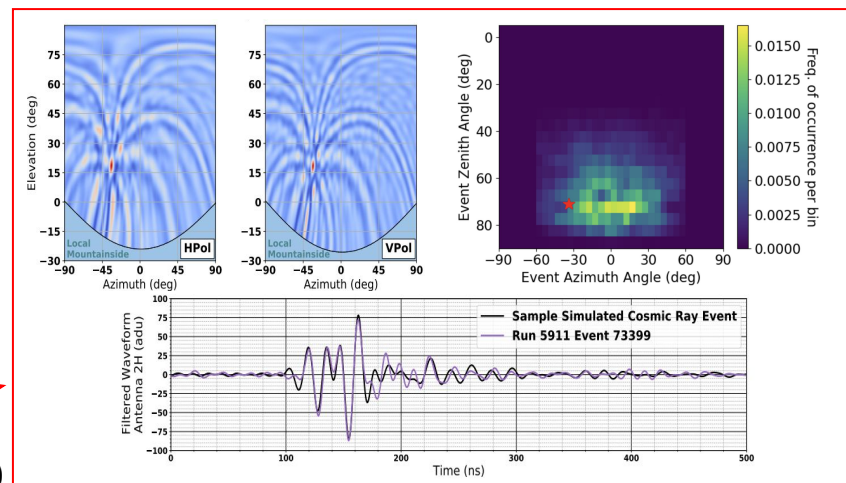 Elevation (deg)
75
60
45
30
15
0
−15
−30
Local
Mountainside
HPol
−90 −45 0 45 90
Azimuth (deg)
75
60
45
30
15
0
−15
−30
Local
Mountainside
VPol
−90 −45 0 45 90
Azimuth (deg)
Event Zenith Angle (deg)
0
20
40
60
80
−90 −60 −30 0 30 60 90
Event Azimuth Angle (deg)
0.0150
0.0125
0.0100
0.0075
0.0050
0.0025
0.0000
Freq. of occurrence per bin
Filtered Waveform
Antenna 2H (adu)
100
75
50
25
0
−25
−50
−75
−100
Sample Simulated Cosmic Ray Event
Run 5911 Event 73399
0 100 200 300 400 500
Time (ns)